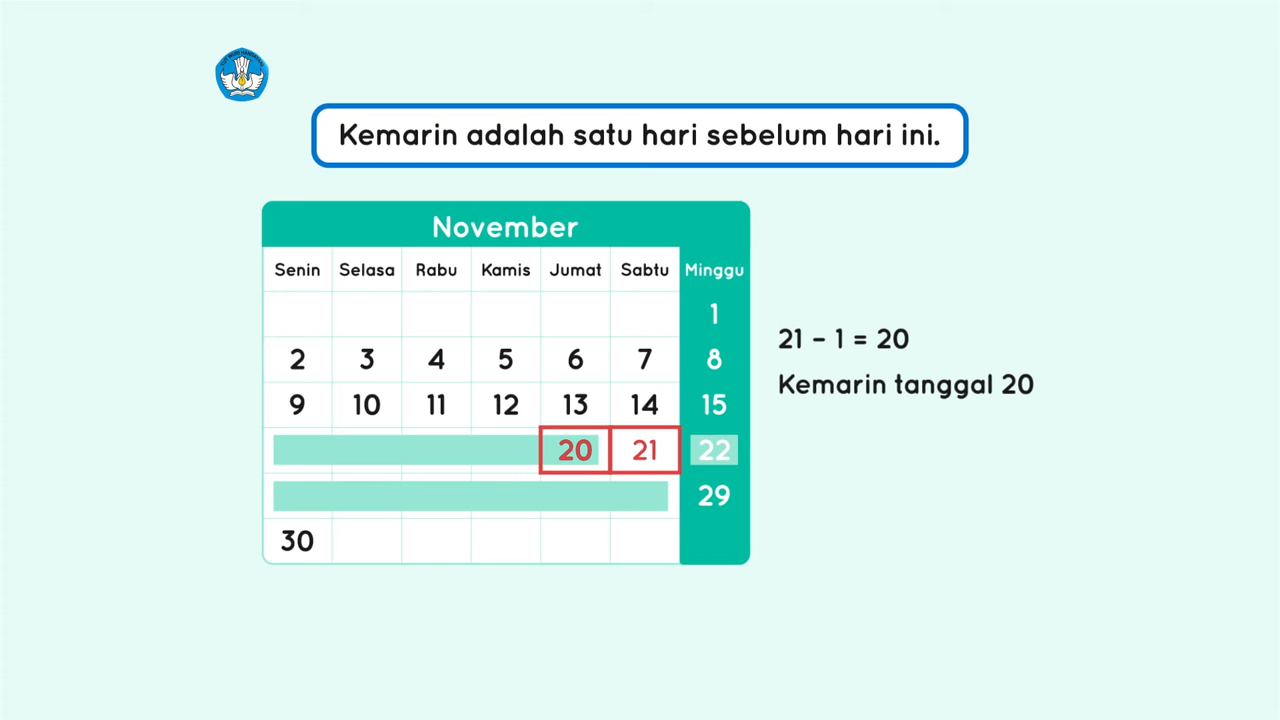 Kemarin adalah satu hari sebelum hari ini.
November
Senin Selasa Rabu Kamis Jumat Sabtu Minggu
1
2 3 4 5 6 7 8
9 10 11 12 13 14 15
20 21 22
29
30
21 – 1 = 20
Kemarin tanggal 20